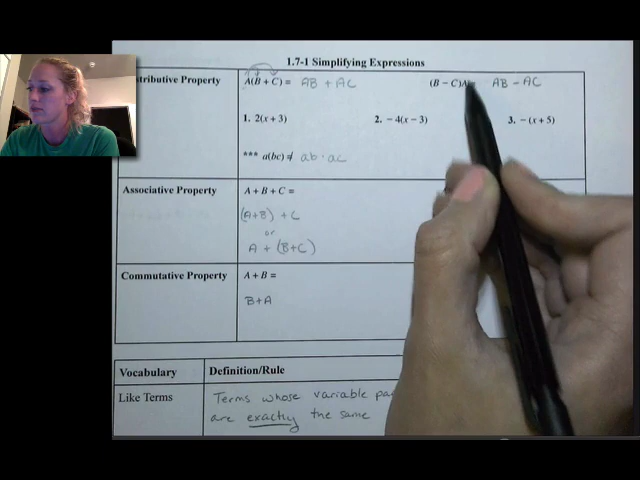 1.7-1 Simplifying Expressions
stributive Property
A(B + C) = AB + AC
(B – C)A AB – AC
1. 2(x + 3)
2. – 4(x – 3)
3. – (x + 5)
*** a(bc) ≠ ab · ac
Associative Property
A + B + C =
(A+B) + C
or
A + (B+C)
Commutative Property
A + B =
B + A
Vocabulary Definition/Rule
Like Terms Terms whose variable
are exactly the same